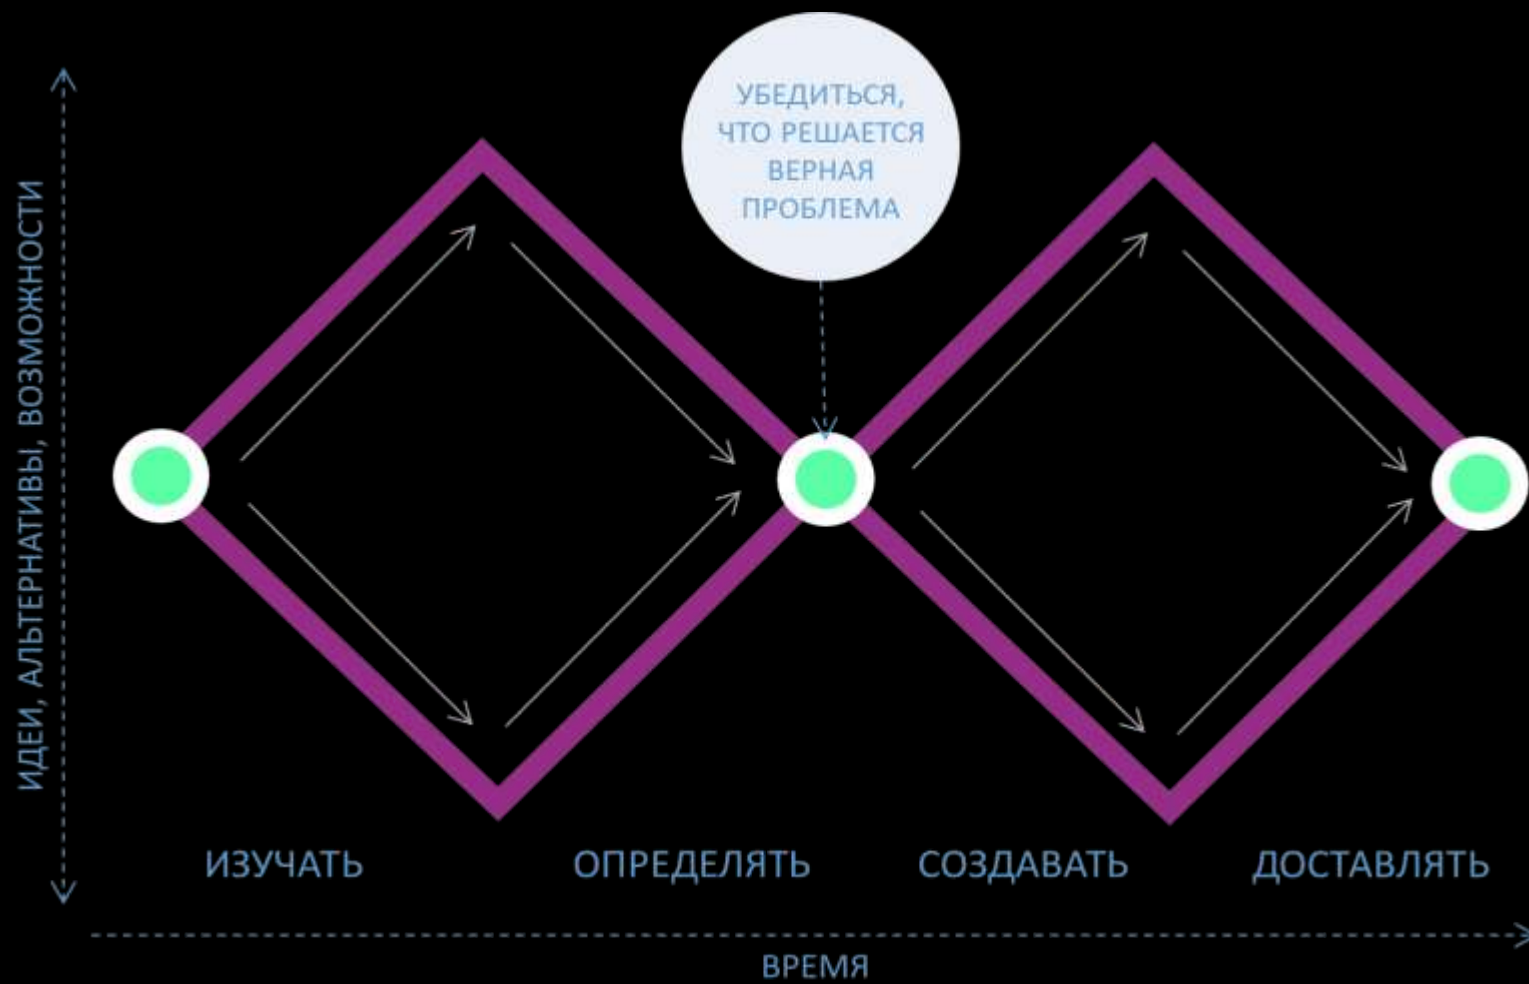 УБЕДИТЬСЯ,
ЧТО РЕШАЕТСЯ
ВЕРНАЯ
ПРОБЛЕМА
ИДЕИ, АЛЬТЕРНАТИВЫ, ВОЗМОЖНОСТИ
ИЗУЧАТЬ
ОПРЕДЕЛЯТЬ
СОЗДАВАТЬ
ДОСТАВЛЯТЬ
ВРЕМЯ